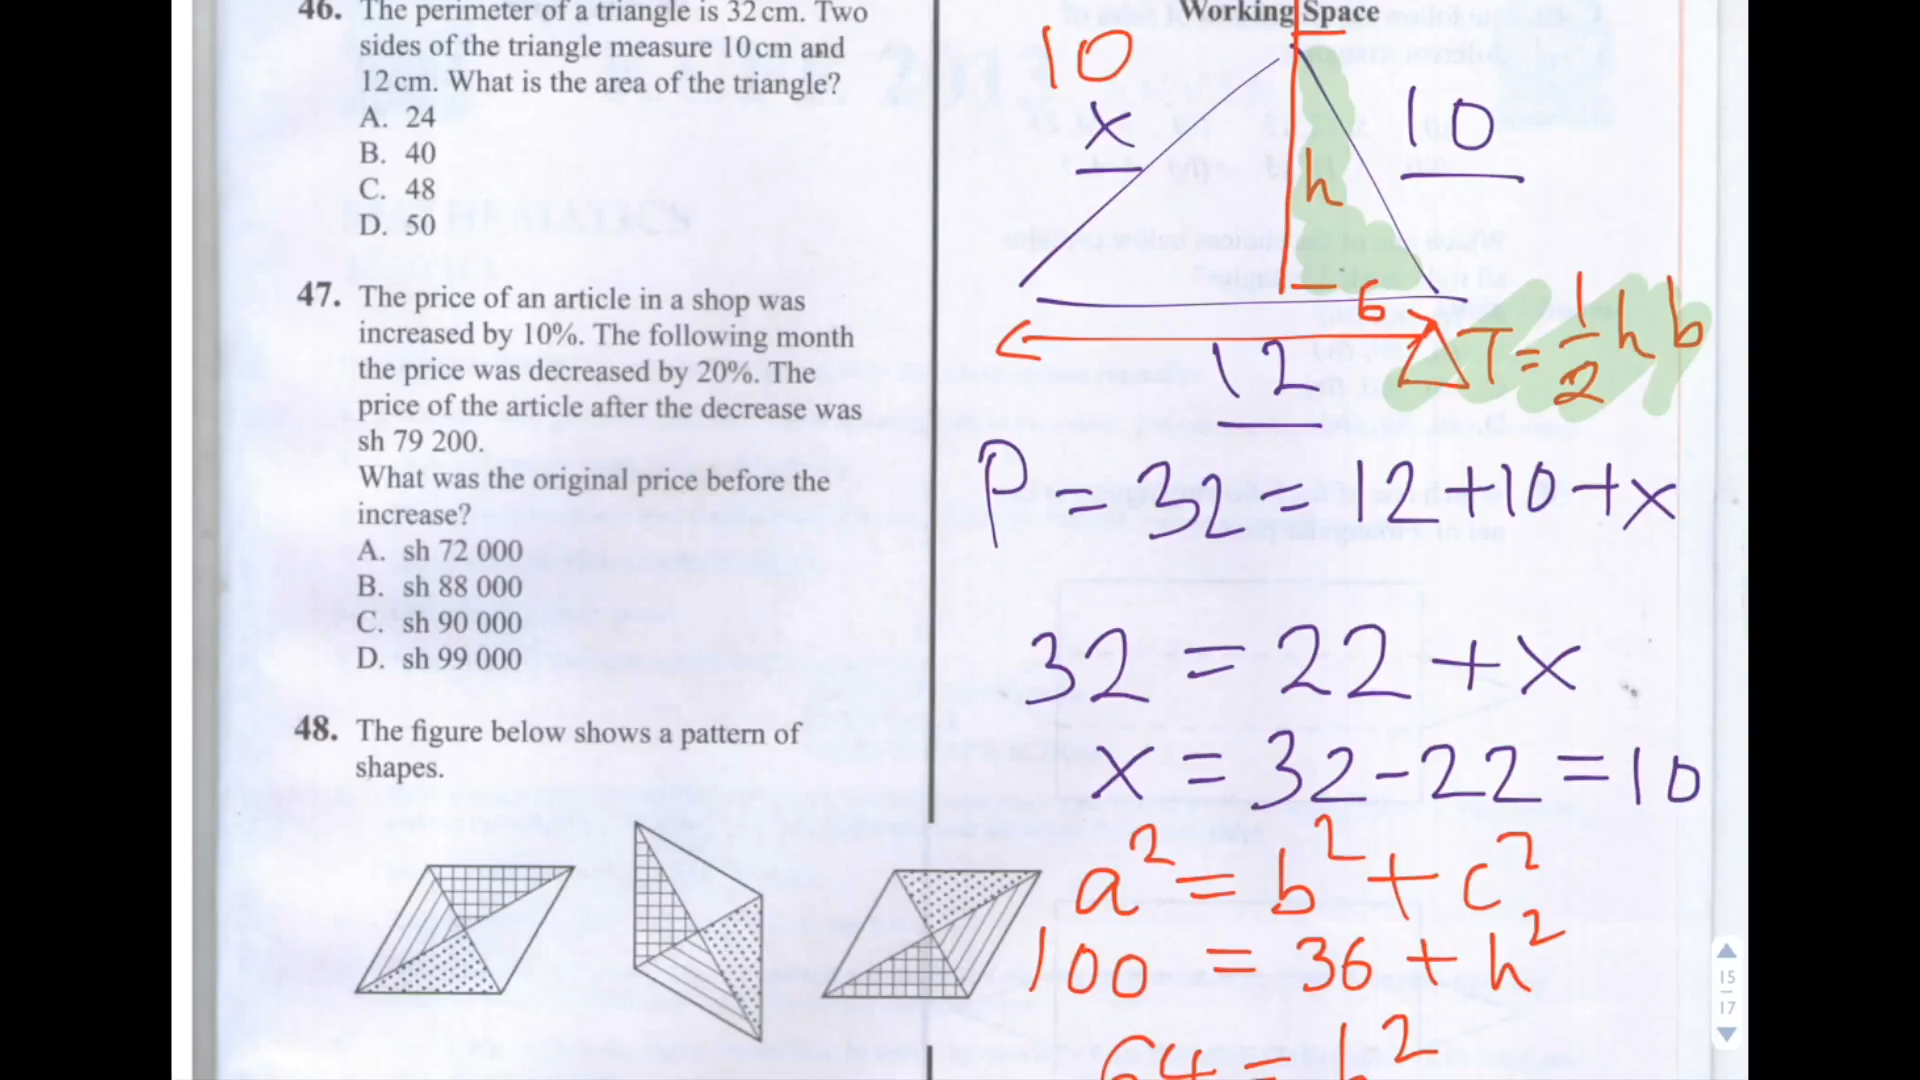 46. The perimeter of a triangle is 32 cm. Two
sides of the triangle measure 10 cm and
12 cm. What is the area of the triangle?
A. 24
B. 40
C. 48
D. 50
47. The price of an article in a shop was
increased by 10%. The following month
the price was decreased by 20%. The
price of the article after the decrease was
sh 79 200.
What was the original price before the
increase?
A. sh 72 000
B. sh 88 000
C. sh 90 000
D. sh 99 000
48. The figure below shows a pattern of
shapes.
Working Space
10
x
10
h
6
12
T = 1/2 h b
P = 32 = 12 + 10 + x
32 = 22 + x
x = 32 - 22 = 10
a² = b² + c²
100 = 36 + h²
64 = h²
15
17